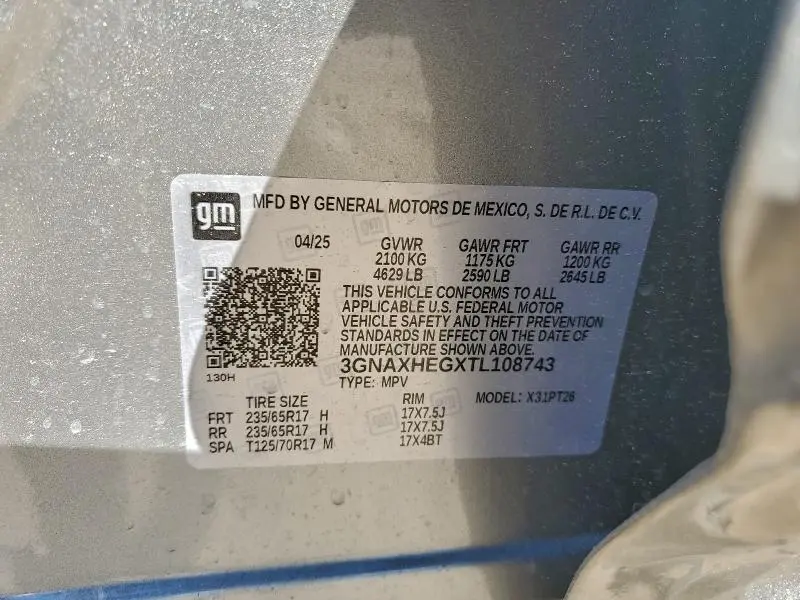 gm MFD BY GENERAL MOTORS DE MEXICO, S. DE R.L. DE C.V.
04/25 GVWR GAWR FRT GAWR RR
2100 KG 1175 KG 1200 KG
4629 LB 2590 LB 2645 LB
THIS VEHICLE CONFORMS TO ALL
APPLICABLE U.S. FEDERAL MOTOR
VEHICLE SAFETY AND THEFT PREVENTION
STANDARDS IN EFFECT ON THE DATE OF
MANUFACTURE SHOWN ABOVE.
3GNAXHEGXTL108743
130H
TYPE: MPV
TIRE SIZE RIM MODEL: X31PT26
FRT 235/65R17 H 17X7.5J
RR 235/65R17 H 17X7.5J
SPA T125/70R17 M 17X4BT